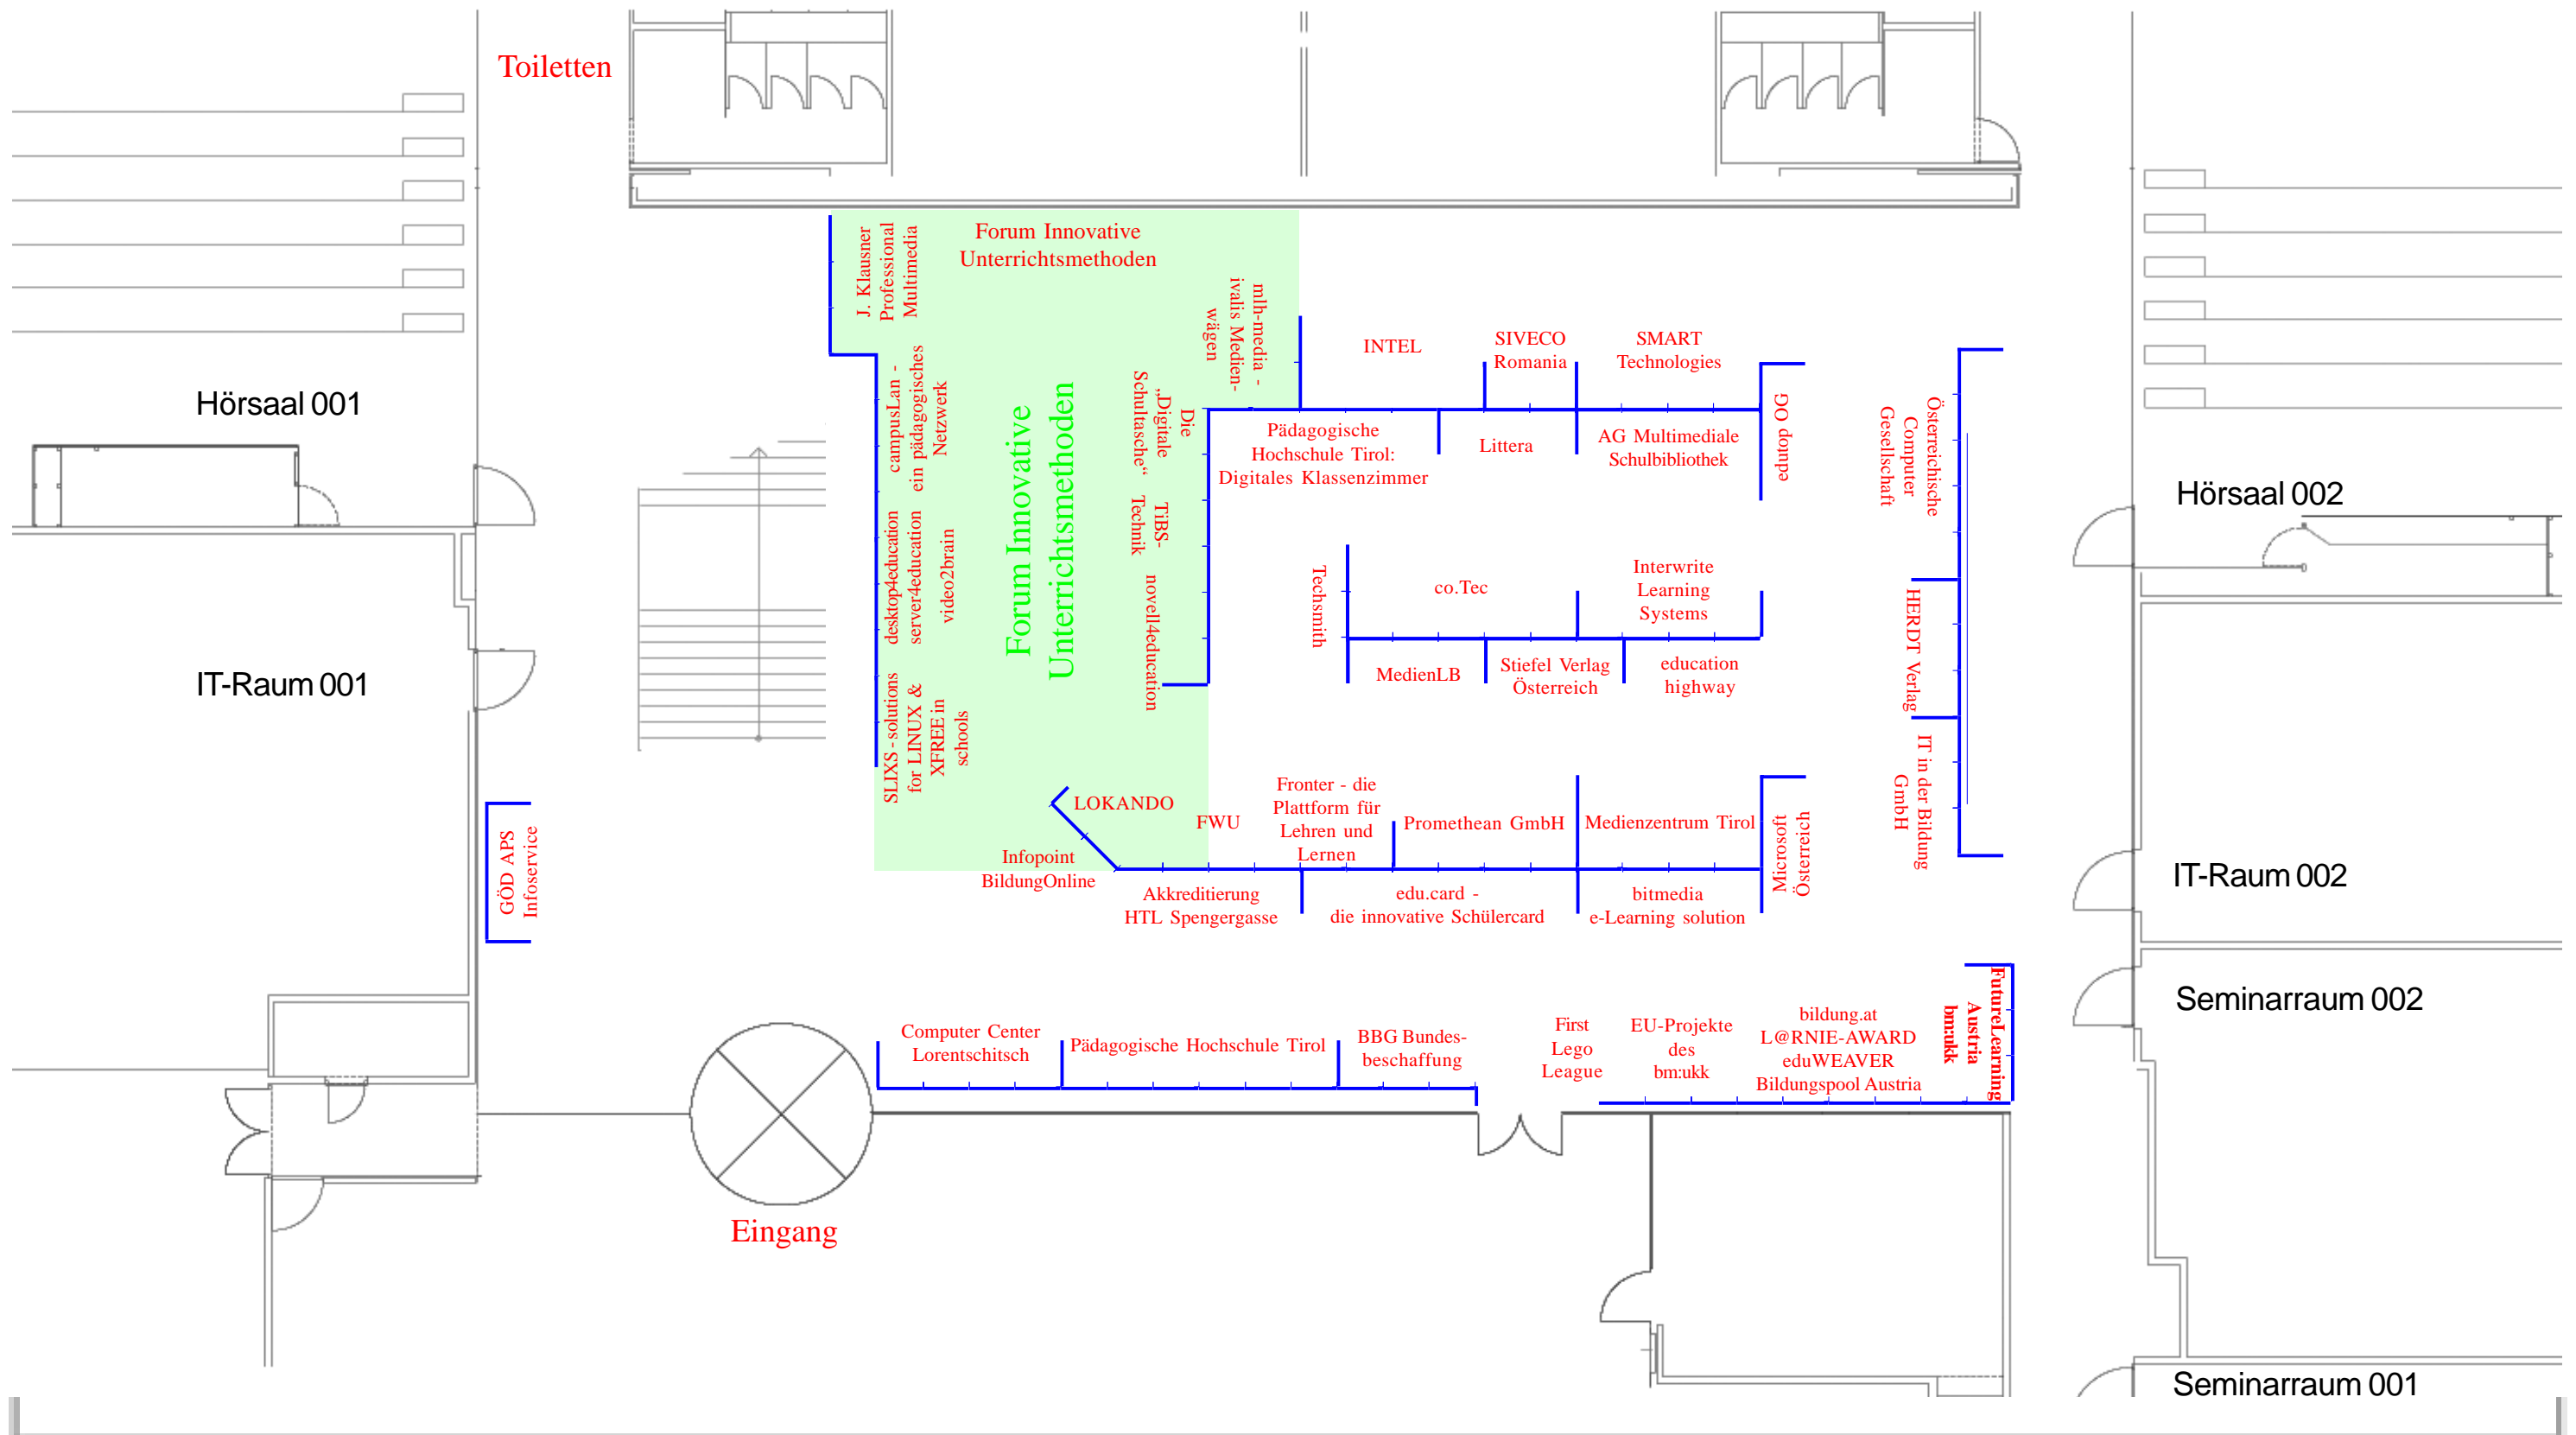 Toiletten
Hörsaal 001
IT-Raum 001
GÖD APS
Infoservice
Eingang
J. Klausner
Professional
Multimedia
Forum Innovative
Unterrichtsmethoden
mlh-media -
ivalis Medien-
wägen
campusLan -
ein pädagogisches
Netzwerk
Forum Innovative
Unterrichtsmethoden
Die
„Digitale
Schultasche“
TiBS-
Technik
novell4education
desktop4education
server4education
video2brain
SLIXS - solutions
for LINUX &
XFREE in
schools
INTEL
SIVECO
Romania
SMART
Technologies
Pädagogische
Hochschule Tirol:
Digitales Klassenzimmer
Littera
AG Multimediale
Schulbibliothek
edutop OG
Österreichische
Computer
Gesellschaft
Techsmith
co.Tec
Interwrite
Learning
Systems
HERDT Verlag
MedienLB
Stiefel Verlag
Österreich
education
highway
IT in der Bildung
GmbH
LOKANDO
FWU
Fronter - die
Plattform für
Lehren und
Lernen
Promethean GmbH
Medienzentrum Tirol
Microsoft
Österreich
Infopoint
BildungOnline
Akkreditierung
HTL Spengergasse
edu.card -
die innovative Schülercard
bitmedia
e-Learning solution
Computer Center
Lorentschitsch
Pädagogische Hochschule Tirol
BBG Bundes-
beschaffung
First
Lego
League
EU-Projekte
des
bm:ukk
bildung.at
L@RNIE-AWARD
eduWEAVER
Bildungspool Austria
FutureLearning
Austria
bm:ukk
Hörsaal 002
IT-Raum 002
Seminarraum 002
Seminarraum 001